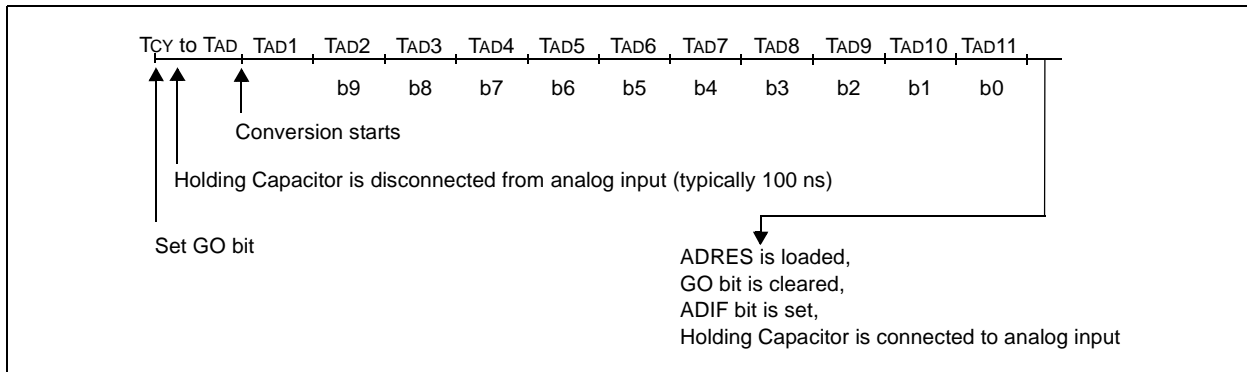 TCY to TAD TAD1 TAD2 TAD3 TAD4 TAD5 TAD6 TAD7 TAD8 TAD9 TAD10 TAD11
b9 b8 b7 b6 b5 b4 b3 b2 b1 b0
Conversion starts
Holding Capacitor is disconnected from analog input (typically 100 ns)
Set GO bit
ADRES is loaded,
GO bit is cleared,
ADIF bit is set,
Holding Capacitor is connected to analog input